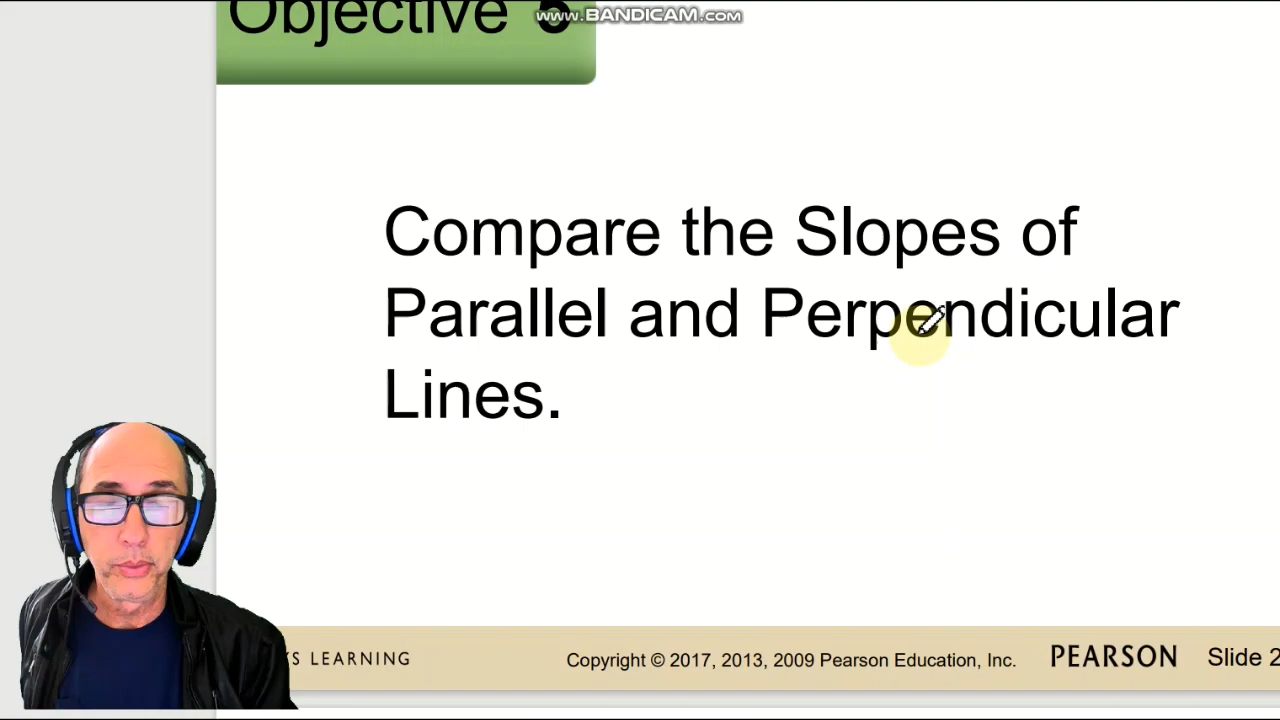 Objective 5
www.BANDICAM.com
Compare the Slopes of
Parallel and Perpendicular
Lines.
S LEARNING
Copyright © 2017, 2013, 2009 Pearson Education, Inc.
PEARSON
Slide 2